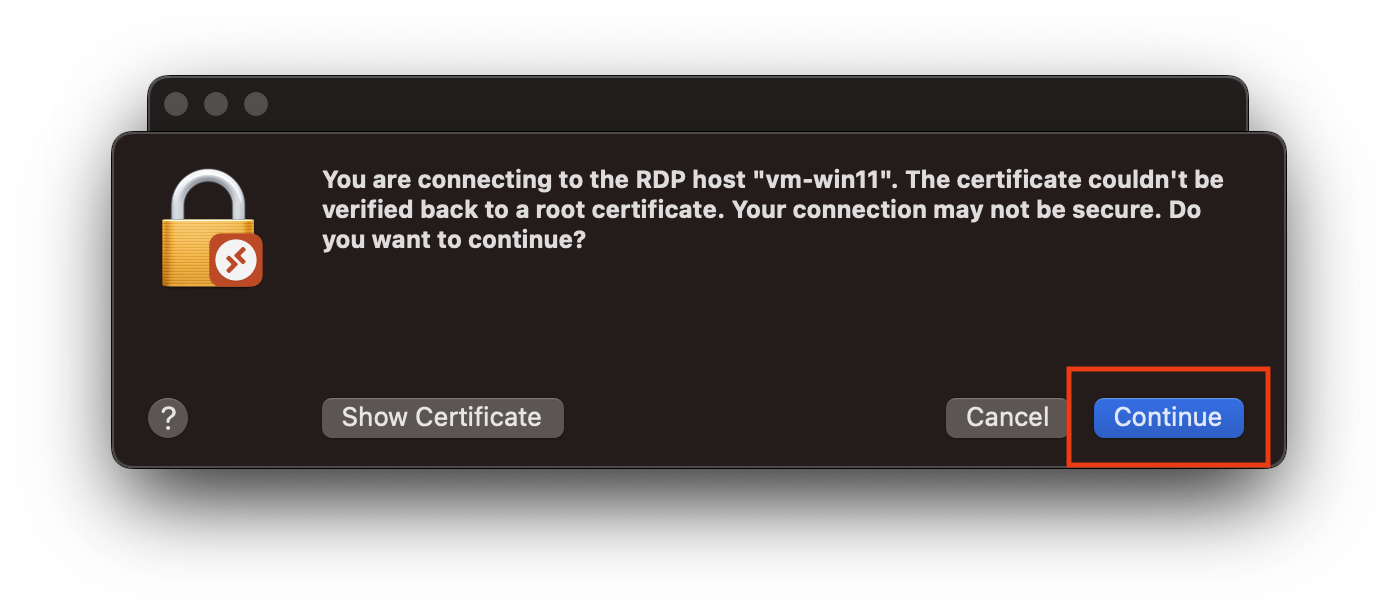 You are connecting to the RDP host "vm-win11". The certificate couldn't be
verified back to a root certificate. Your connection may not be secure. Do
you want to continue?
?
Show Certificate
Cancel
Continue